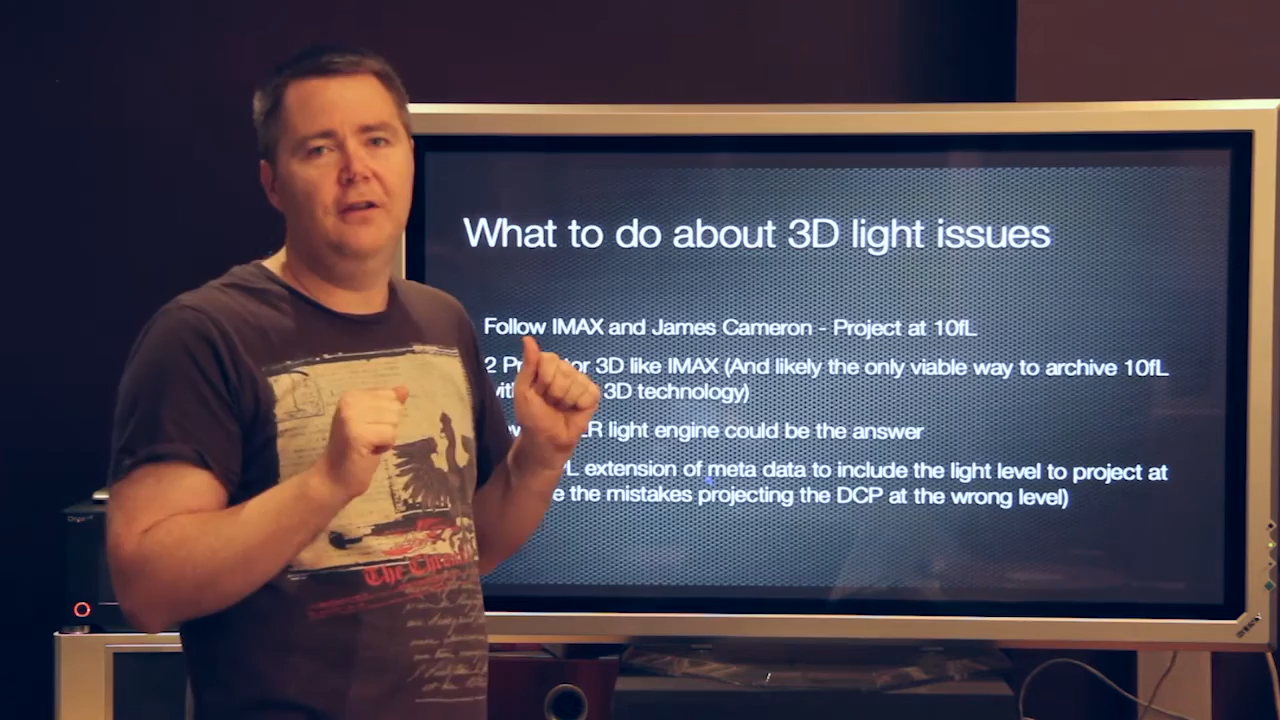 What to do about 3D light issues
Follow IMAX and James Cameron - Project at 10fL
2 3D like IMAX (And likely the only viable way to archive 10fL
3D technology)
light engine could be the answer
extension of meta data to include the light level to project at
the mistakes projecting the DCP at the wrong level)
The